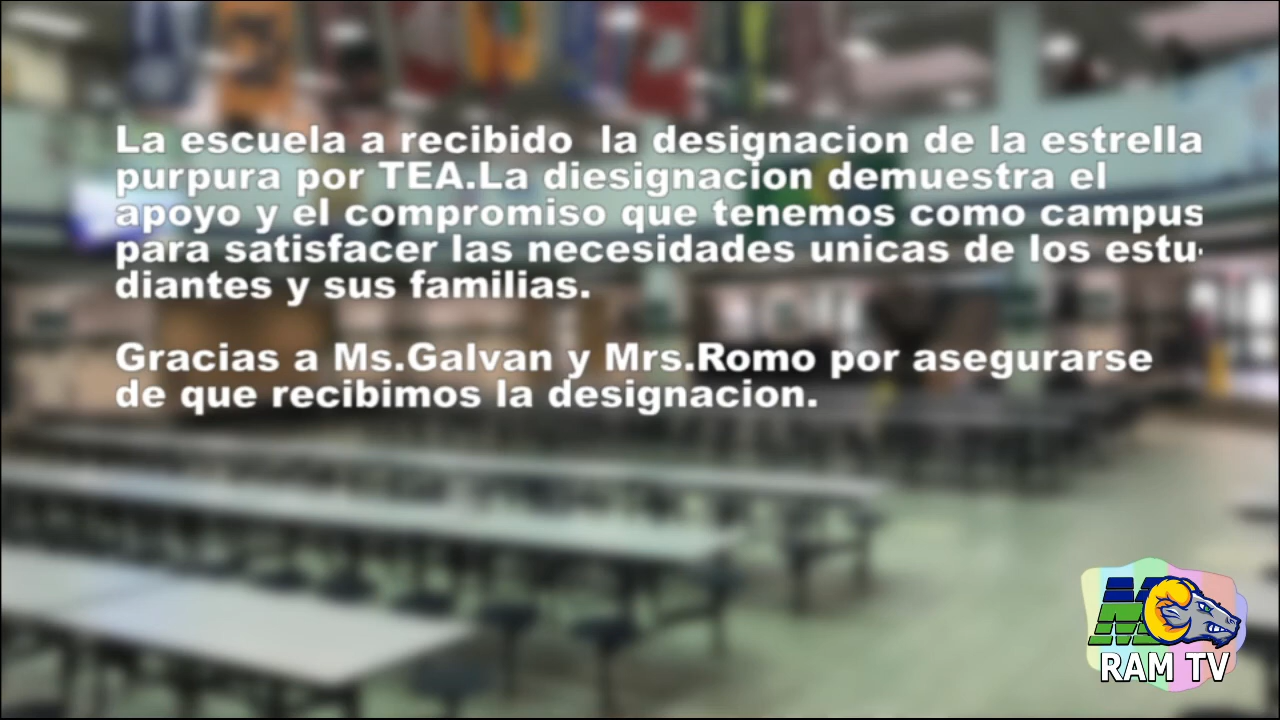 La escuela a recibido  la designacion de la estrella
purpura por TEA.La diesignacion demuestra el
apoyo y el compromiso que tenemos como campus
para satisfacer las necesidades unicas de los estu-
diantes y sus familias.
Gracias a Ms.Galvan y Mrs.Romo por asegurarse
de que recibimos la designacion.
M
RAM TV